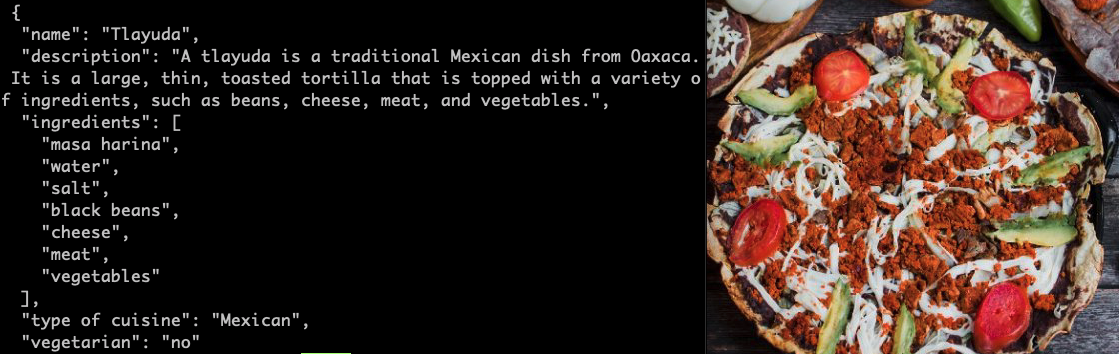 {
"name": "Tlayuda",
"description": "A tlayuda is a traditional Mexican dish from Oaxaca.
It is a large, thin, toasted tortilla that is topped with a variety o
f ingredients, such as beans, cheese, meat, and vegetables.",
"ingredients": [
"masa harina",
"water",
"salt",
"black beans",
"cheese",
"meat",
"vegetables"
],
"type of cuisine": "Mexican",
"vegetarian": "no"